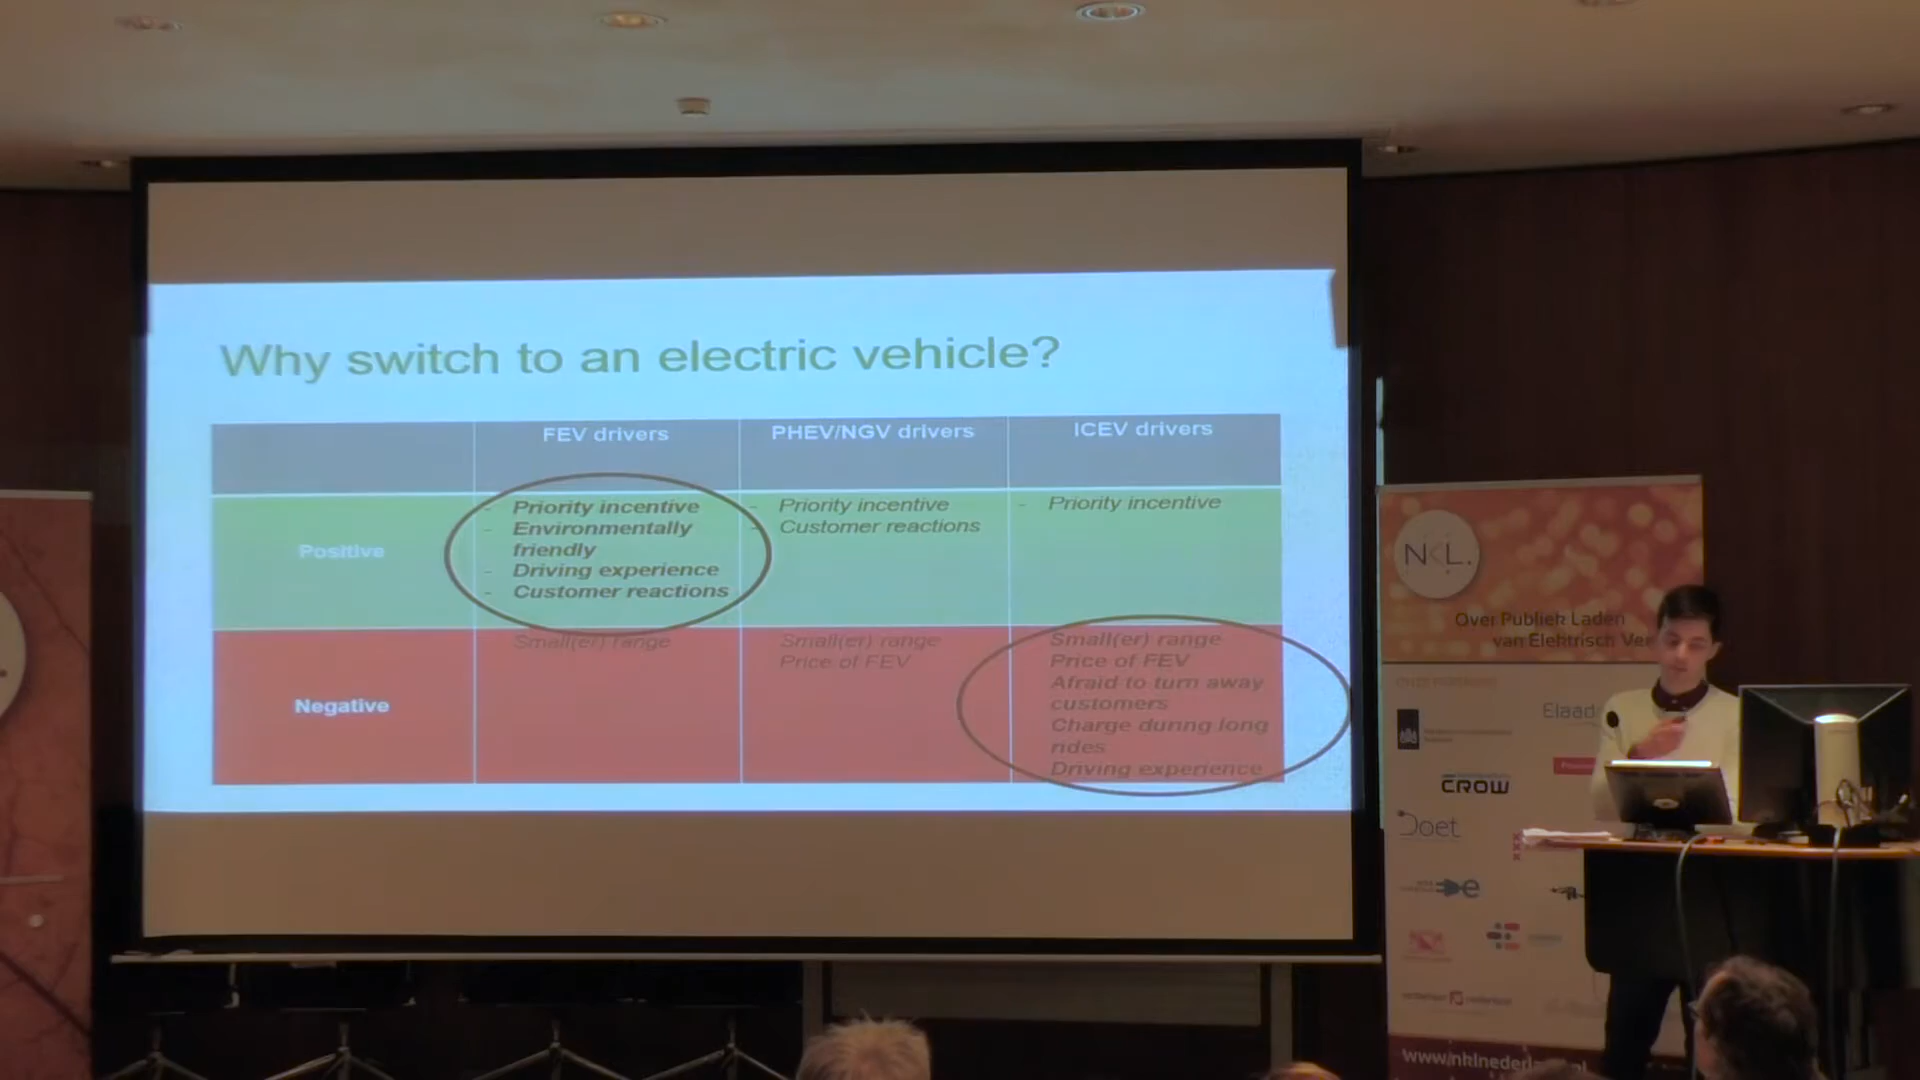 Why switch to an electric vehicle?
FEV drivers
PHEV/NGV drivers
ICEV drivers
Positive
- Priority incentive
- Environmentally
friendly
- Driving experience
- Customer reactions
- Priority incentive
Customer reactions
- Priority incentive
Negative
Small(er) range
Small(er) range
Price of FEV
Small(er) range
Price of FEV
Afraid to turn away
customers
Charge during long
rides
Driving experience
NKL.
Over Publiek Laden
van Elektrisch Ver
Elaad
CROW
Doet
e